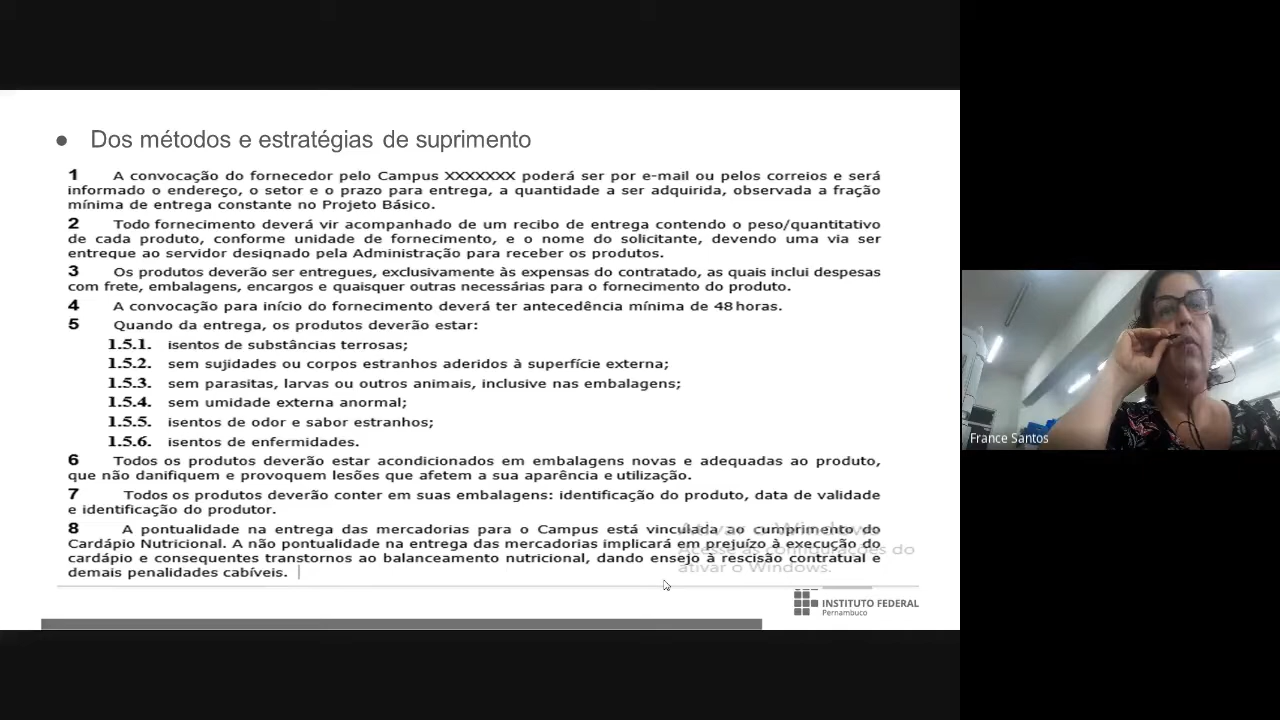 ● Dos métodos e estratégias de suprimento
1 A convocação do fornecedor pelo Campus XXXXXXX poderá ser por e-mail ou pelos correios e será
informado o endereço, o setor e o prazo para entrega, a quantidade a ser adquirida, observada a fração
mínima de entrega constante no Projeto Básico.
2 Todo fornecimento deverá vir acompanhado de um recibo de entrega contendo o peso/quantitativo
de cada produto, conforme unidade de fornecimento, e o nome do solicitante, devendo uma via ser
entregue ao servidor designado pela Administração para receber os produtos.
3 Os produtos deverão ser entregues, exclusivamente às expensas do contratado, as quais inclui despesas
com frete, embalagens, encargos e quaisquer outras necessárias para o fornecimento do produto.
4 A convocação para início do fornecimento deverá ter antecedência mínima de 48 horas.
5 Quando da entrega, os produtos deverão estar:
1.5.1. isentos de substâncias terrosas;
1.5.2. sem sujidades ou corpos estranhos aderidos à superfície externa;
1.5.3. sem parasitas, larvas ou outros animais, inclusive nas embalagens;
1.5.4. sem umidade externa anormal;
1.5.5. isentos de odor e sabor estranhos;
1.5.6. isentos de enfermidades.
6 Todos os produtos deverão estar acondicionados em embalagens novas e adequadas ao produto,
que não danifiquem e provoquem lesões que afetem a sua aparência e utilização.
7 Todos os produtos deverão conter em suas embalagens: identificação do produto, data de validade
e identificação do produtor.
8 A pontualidade na entrega das mercadorias para o Campus está vinculada ao cumprimento do
Cardápio Nutricional. A não pontualidade na entrega das mercadorias implicará em prejuízo à execução do
cardápio e consequentes transtornos ao balanceamento nutricional, dando ensejo à rescisão contratual e
demais penalidades cabíveis.
Ativar o Windows
Acesse as configurações do
ativar o Windows.
INSTITUTO FEDERAL
Pernambuco
France Santos